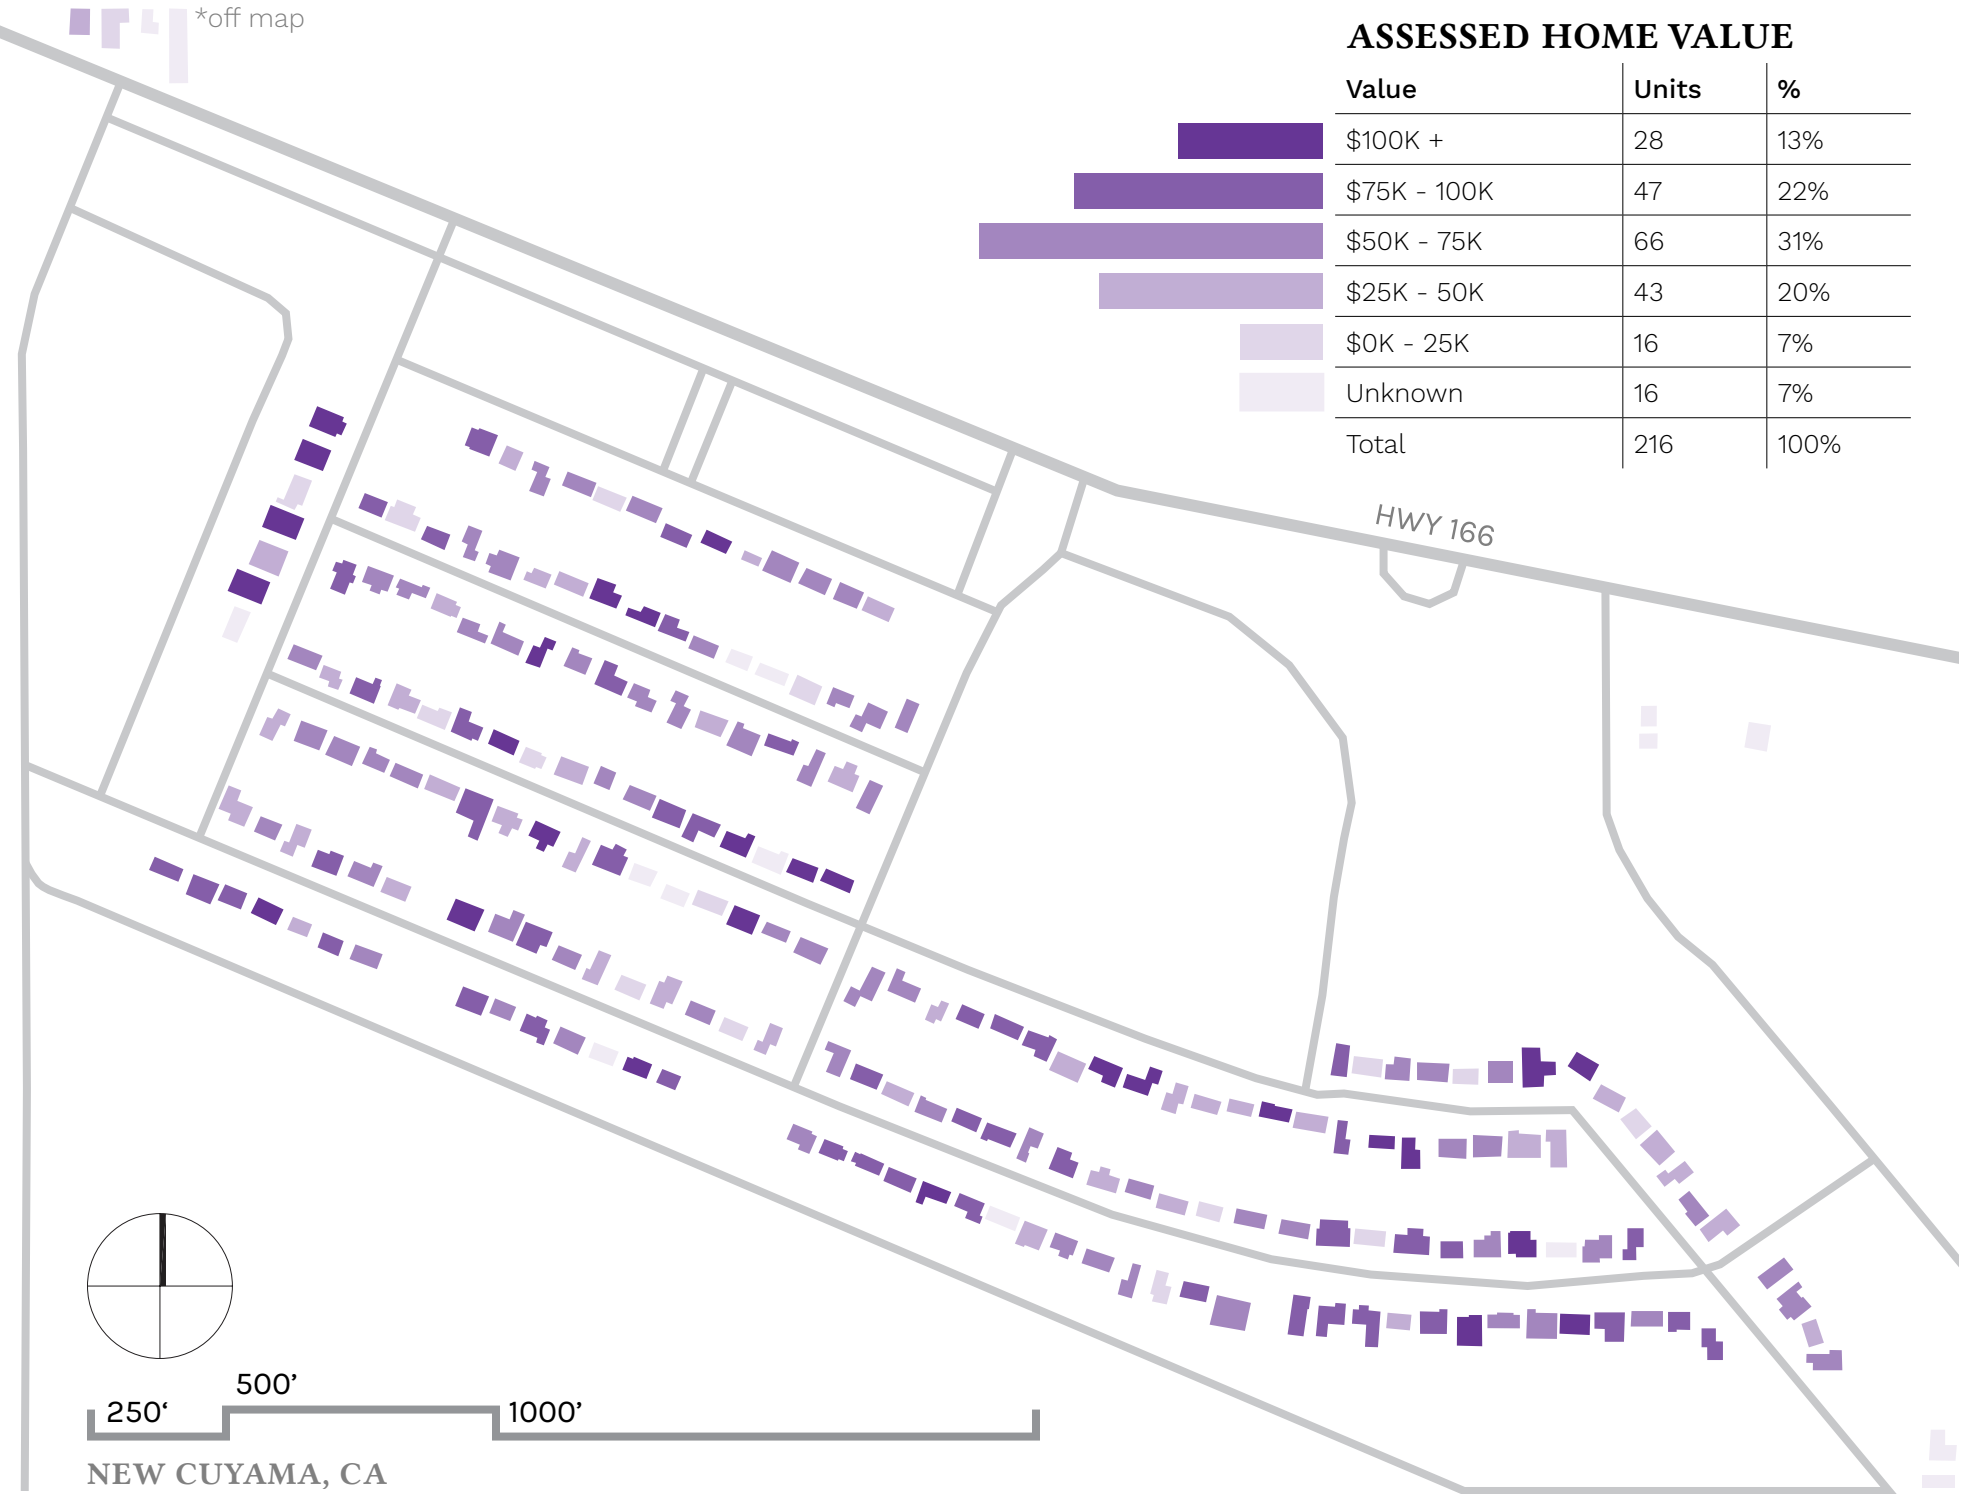 *off map
ASSESSED HOME VALUE
Value Units %
$100K + 28 13%
$75K - 100K 47 22%
$50K - 75K 66 31%
$25K - 50K 43 20%
$0K - 25K 16 7%
Unknown 16 7%
Total 216 100%
HWY 166
500’
250‘ 1000’
NEW CUYAMA, CA